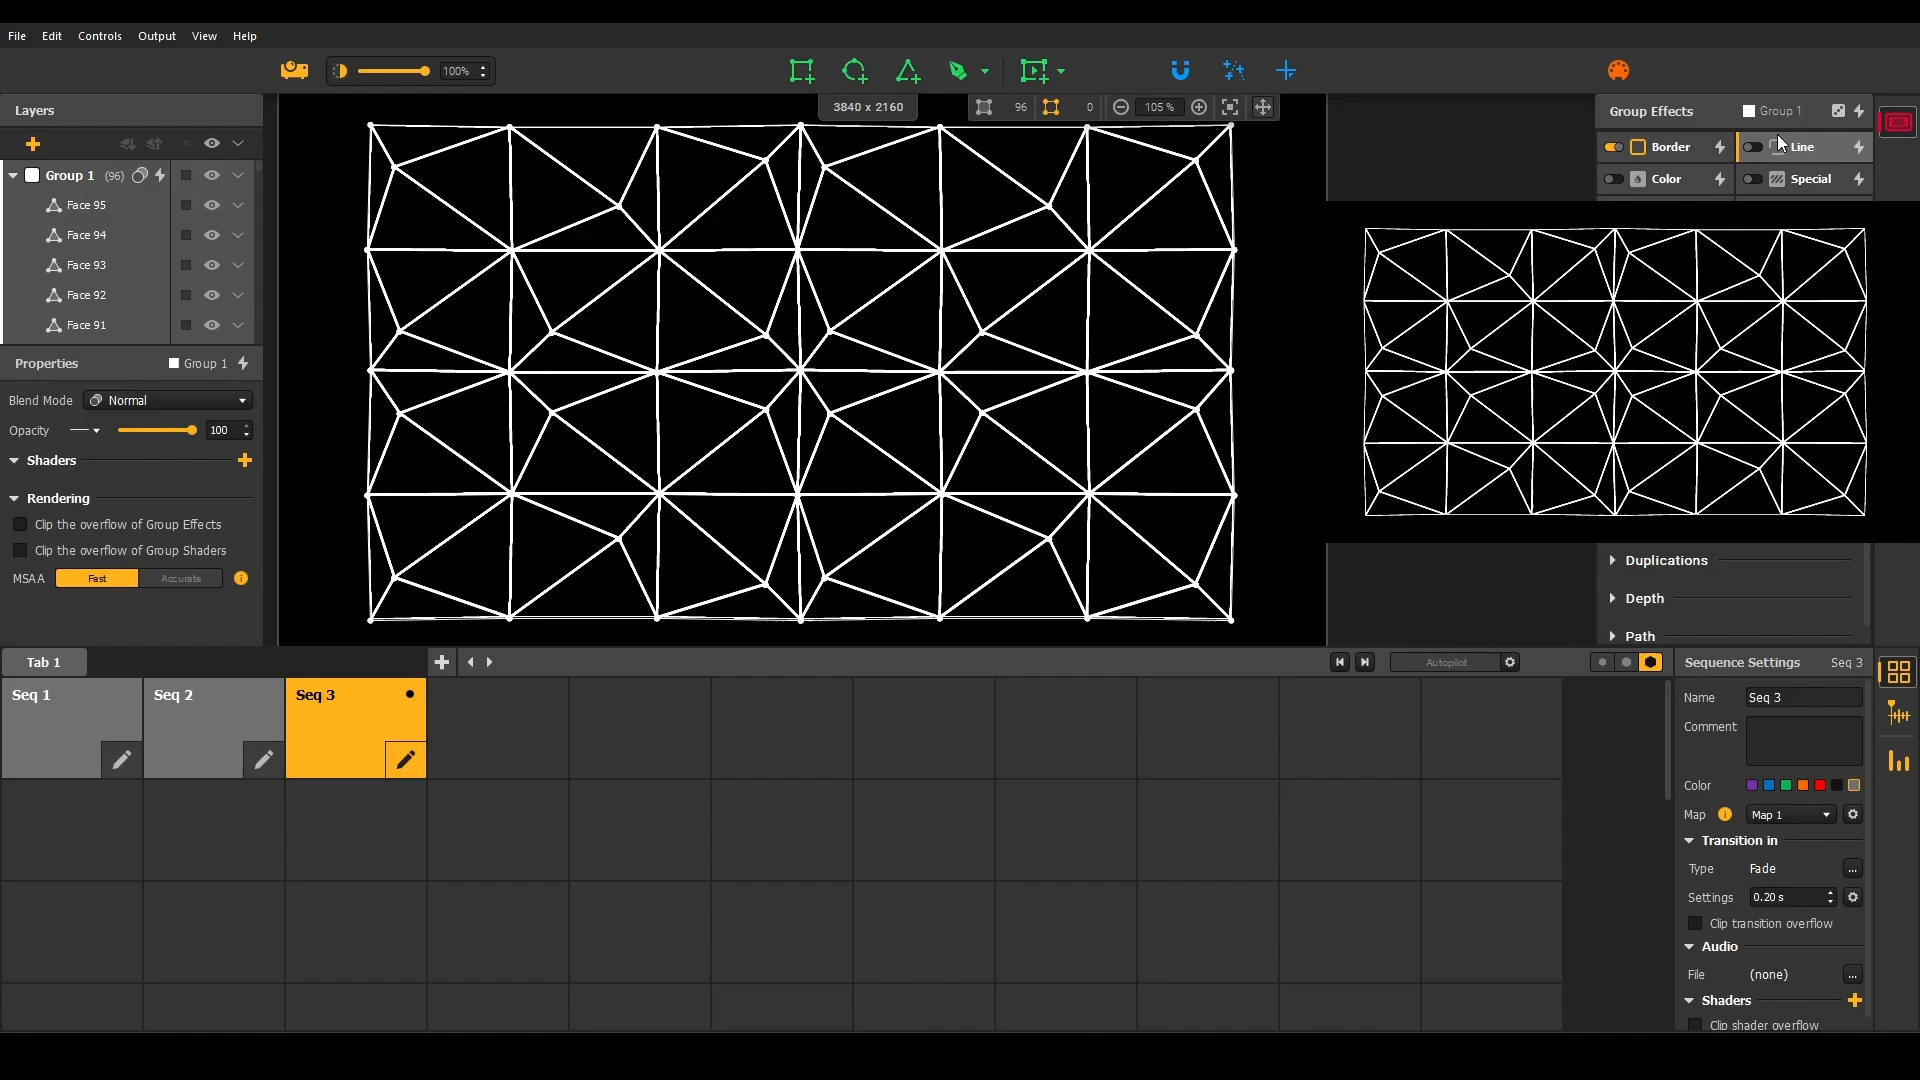 File Edit Controls Output View Help
100%
Layers
3840 x 2160
96
0
105 %
Group Effects
Group 1
Group 1 (96)
Border
Line
Color
Special
Face 95
Face 94
Face 93
Face 92
Face 91
Properties
Group 1
Blend Mode Normal
Opacity 100
Shaders
Rendering
Clip the overflow of Group Effects
Clip the overflow of Group Shaders
MSAA Fast Accurate
Duplications
Depth
Path
Tab 1
Autopilot
Sequence Settings Seq 3
Seq 1
Seq 2
Seq 3
Name Seq 3
Comment
Color
Map Map 1
Transition in
Type Fade ...
Settings 0.20 s
Clip transition overflow
Audio
File (none) ...
Shaders
Clip shader overflow